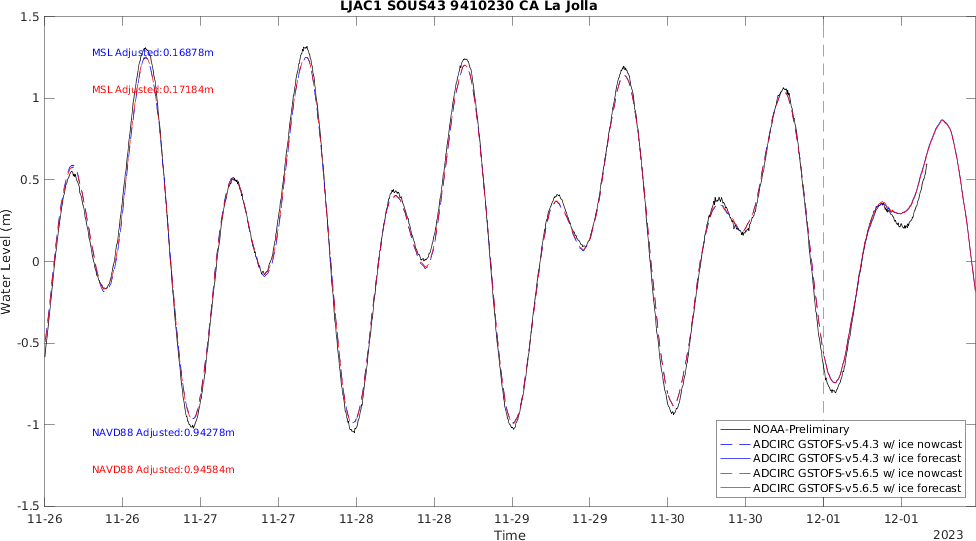 LJAC1 SOUS43 9410230 CA La Jolla
1.5
1
0.5
0
-0.5
-1
-1.5
Water Level (m)
MSL Adjusted:0.16878m
MSL Adjusted:0.17184m
NAVD88 Adjusted:0.94278m
NAVD88 Adjusted:0.94584m
NOAA-Preliminary
ADCIRC GSTOFS-v5.4.3 w/ ice nowcast
ADCIRC GSTOFS-v5.4.3 w/ ice forecast
ADCIRC GSTOFS-v5.6.5 w/ ice nowcast
ADCIRC GSTOFS-v5.6.5 w/ ice forecast
11-26 11-26 11-27 11-27 11-28 11-28 11-29 11-29 11-30 11-30 12-01 12-01
Time
2023